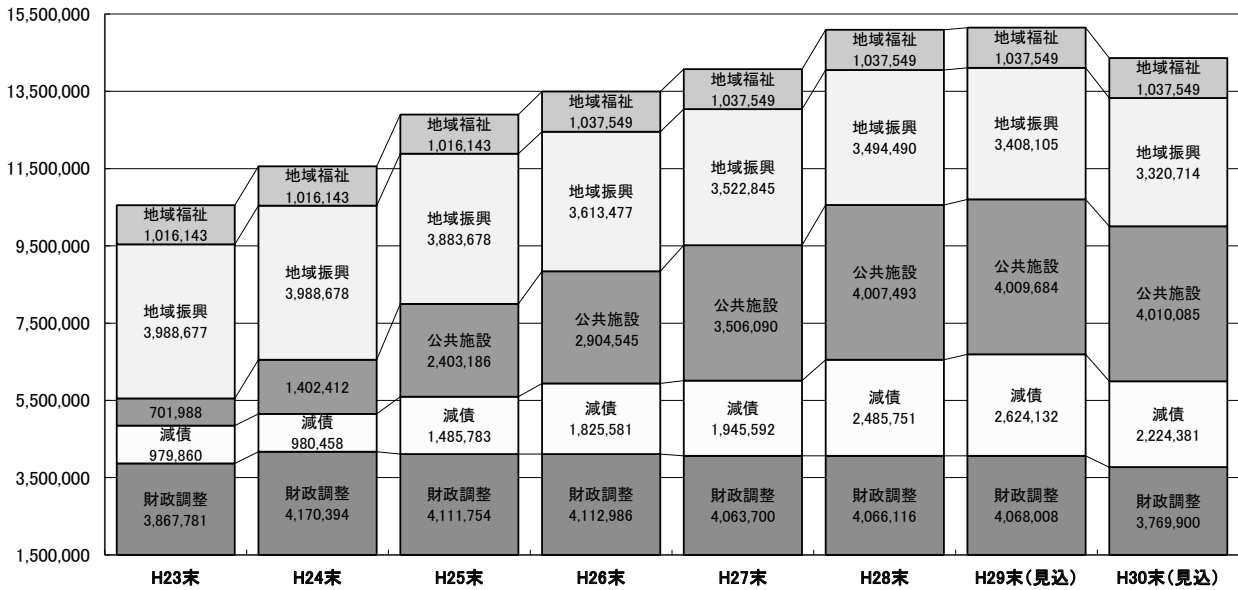 15,500,000
13,500,000
11,500,000
9,500,000
7,500,000
5,500,000
3,500,000
1,500,000
地域福祉
1,016,143
地域振興
3,988,677
701,988
減債
979,860
財政調整
3,867,781
地域福祉
1,016,143
地域振興
3,988,678
1,402,412
減債
980,458
財政調整
4,170,394
地域福祉
1,016,143
地域振興
3,883,678
公共施設
2,403,186
減債
1,485,783
財政調整
4,111,754
地域福祉
1,037,549
地域振興
3,613,477
公共施設
2,904,545
減債
1,825,581
財政調整
4,112,986
地域福祉
1,037,549
地域振興
3,522,845
公共施設
3,506,090
減債
1,945,592
財政調整
4,063,700
地域福祉
1,037,549
地域振興
3,494,490
公共施設
4,007,493
減債
2,485,751
財政調整
4,066,116
地域福祉
1,037,549
地域振興
3,408,105
公共施設
4,009,684
減債
2,624,132
財政調整
4,068,008
地域福祉
1,037,549
地域振興
3,320,714
公共施設
4,010,085
減債
2,224,381
財政調整
3,769,900
H23末 H24末 H25末 H26末 H27末 H28末 H29末(見込) H30末(見込)